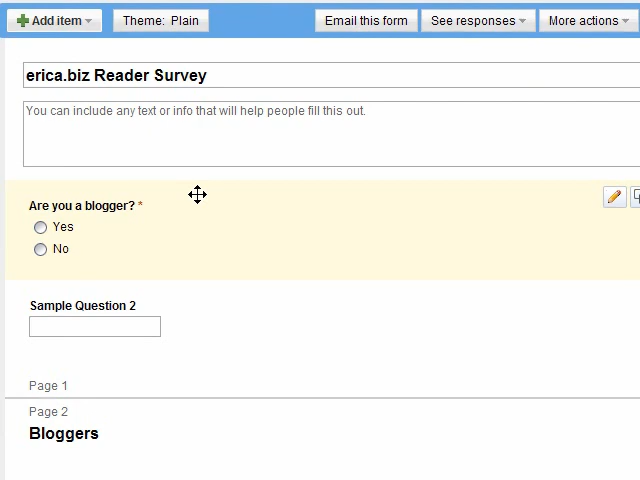 Add item Theme: Plain Email this form See responses More actions
erica.biz Reader Survey
You can include any text or info that will help people fill this out.
Are you a blogger? *
Yes
No
Sample Question 2
Page 1
Page 2
Bloggers